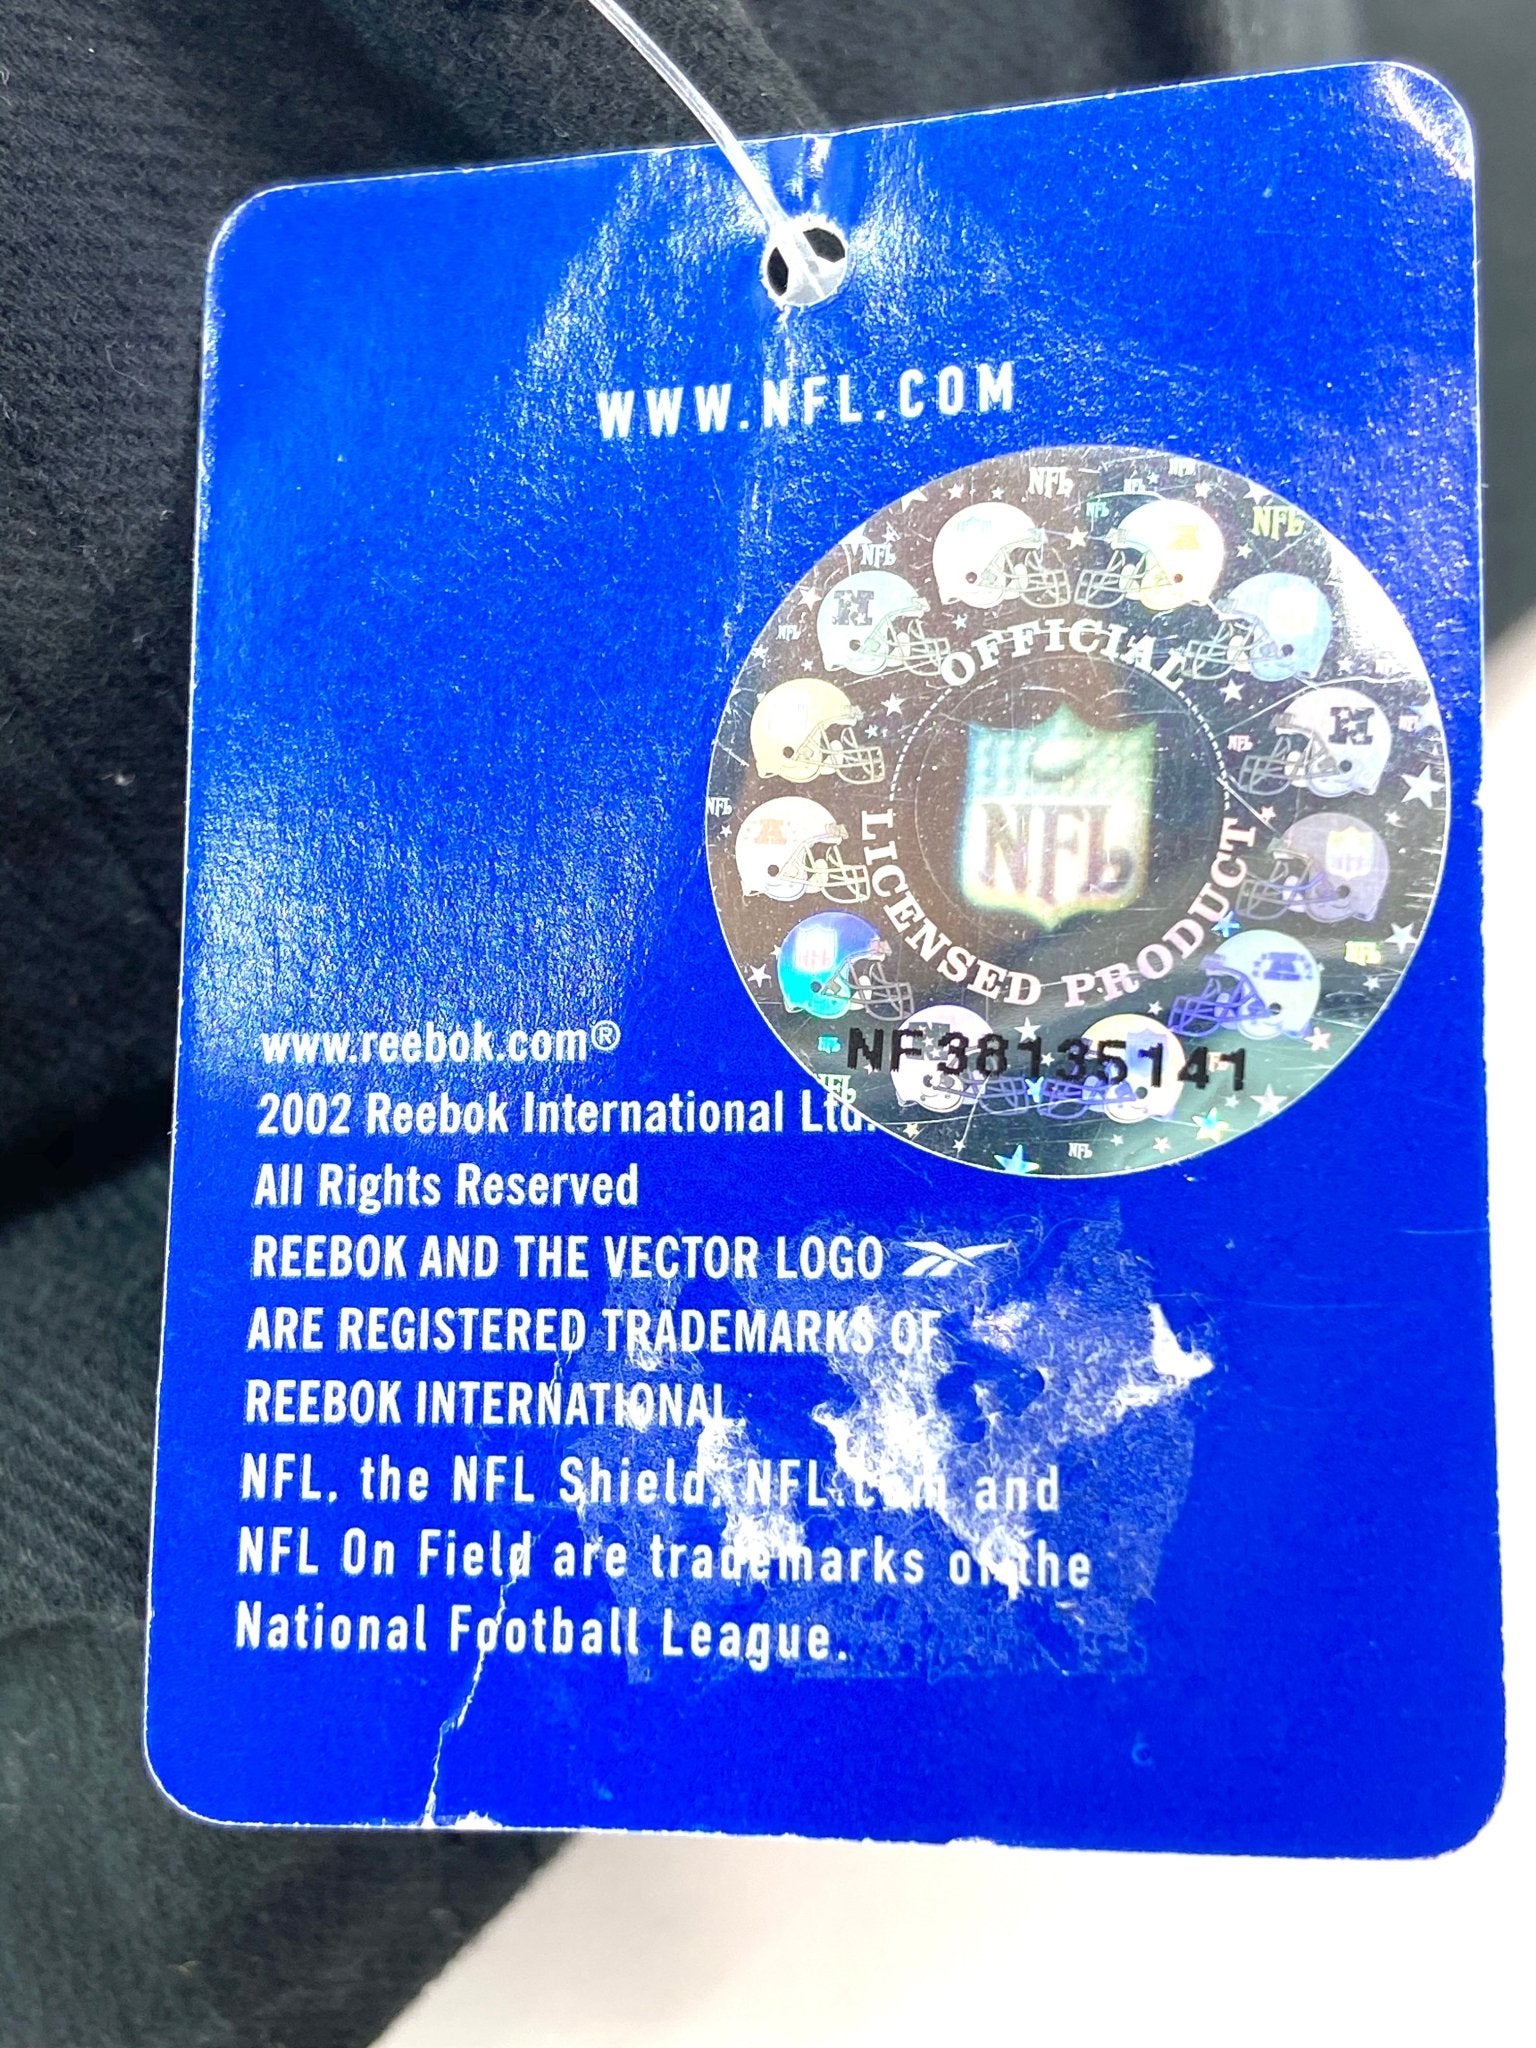 WWW.NFL.COM
OFFICIAL
NFL
LICENSED PRODUCT
NF38135141
www.reebok.com®
2002 Reebok International Ltd.
All Rights Reserved
REEBOK AND THE VECTOR LOGO
ARE REGISTERED TRADEMARKS OF
REEBOK INTERNATIONAL.
NFL, the NFL Shield, NFL.com and
NFL On Field are trademarks of the
National Football League.